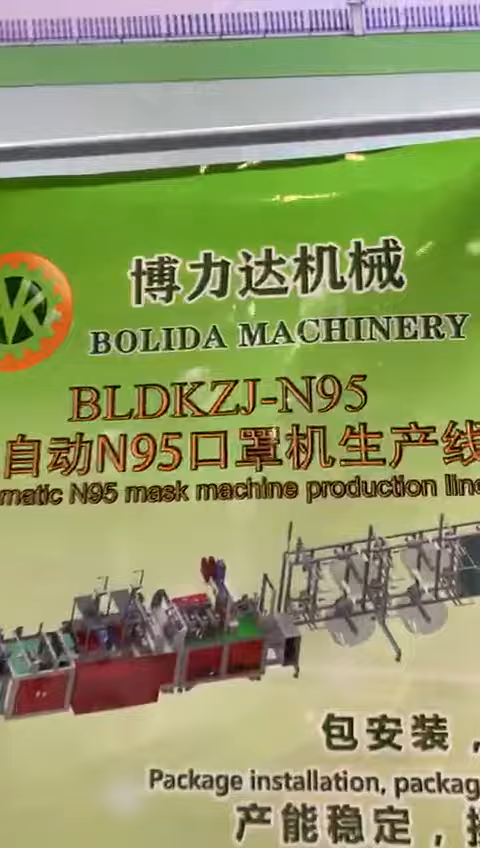 博力达机械
BOLIDA MACHINERY
BLDKZJ-N95
自动N95口罩机生产线
matic N95 mask machine production line
包安装，
Package installation, packag
产能稳定，